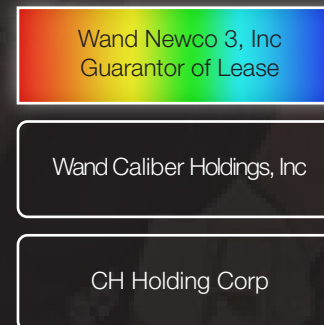 Wand Newco 3, Inc
Guarantor of Lease
Wand Caliber Holdings, Inc
CH Holding Corp